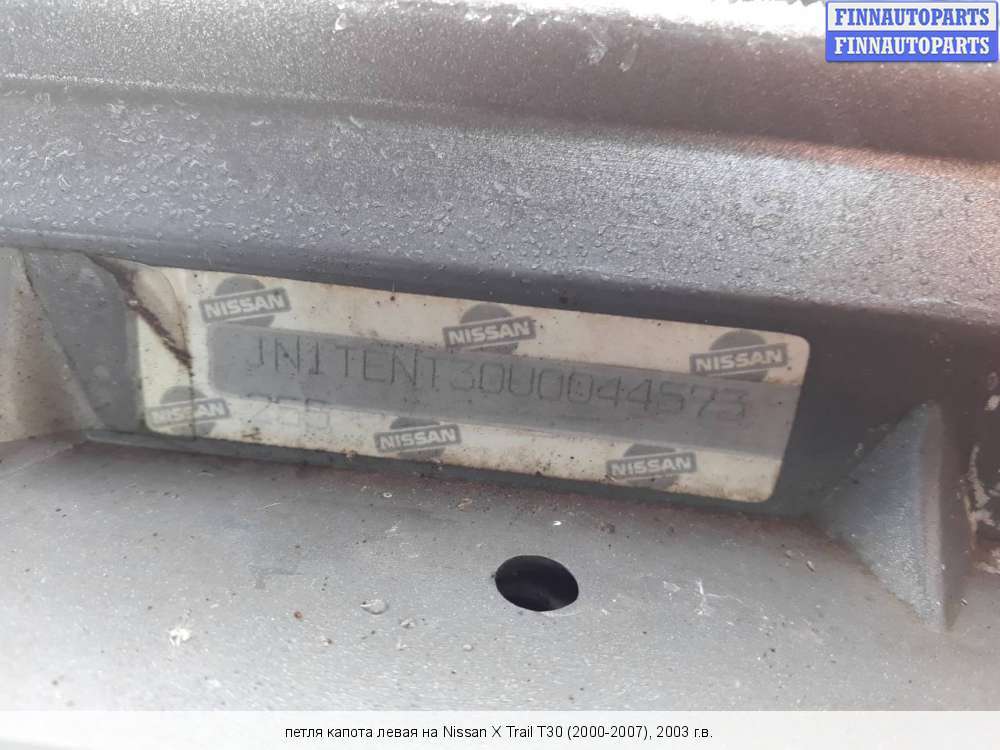 FINNAUTOPARTS
FINNAUTOPARTS
NISSAN
NISSAN
NISSAN
JN1TENT30U0044573
NISSAN
NISSAN
NISSAN
петля капота левая на Nissan X Trail T30 (2000-2007), 2003 г.в.